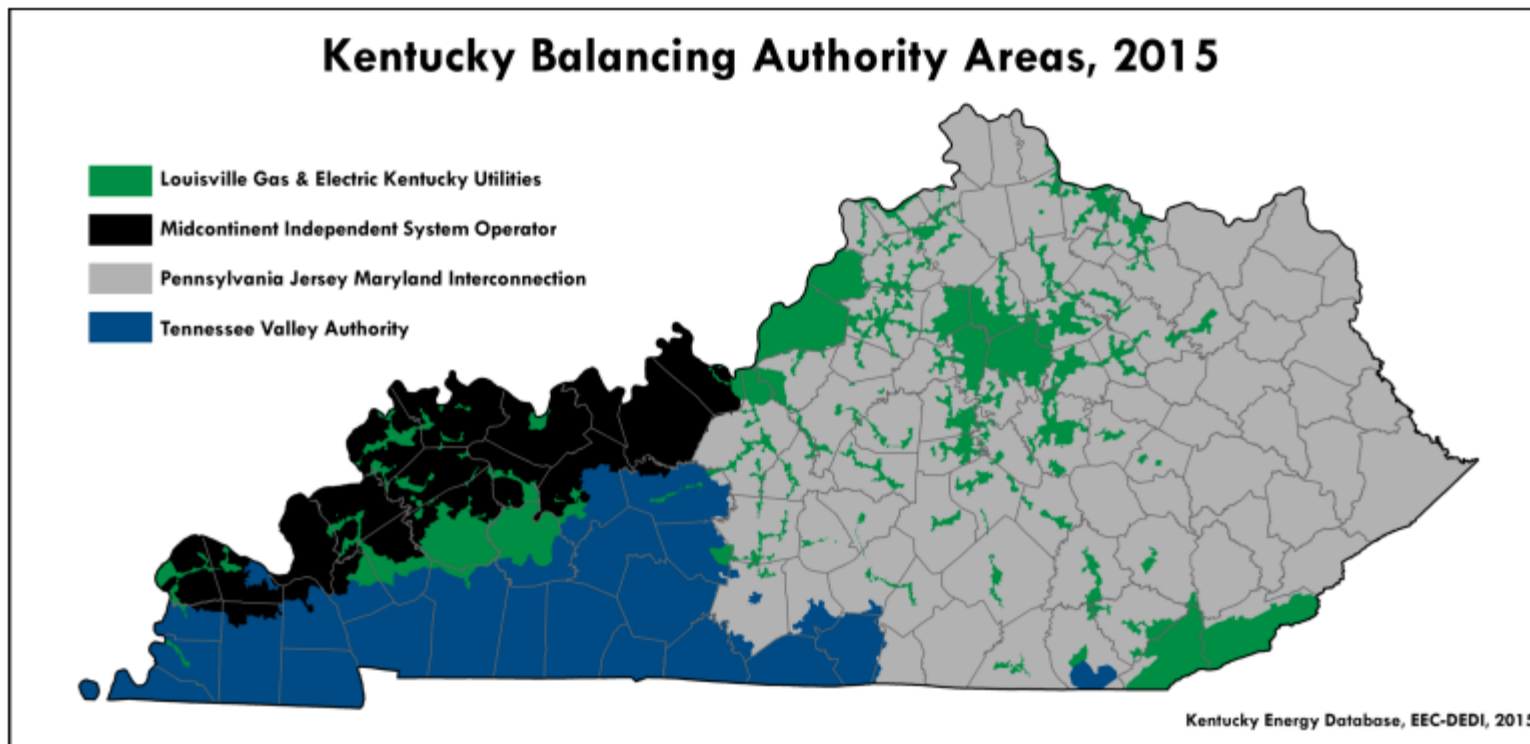 Kentucky Balancing Authority Areas, 2015
Louisville Gas & Electric Kentucky Utilities
Midcontinent Independent System Operator
Pennsylvania Jersey Maryland Interconnection
Tennessee Valley Authority
Kentucky Energy Database, EEC-DEDI, 2015